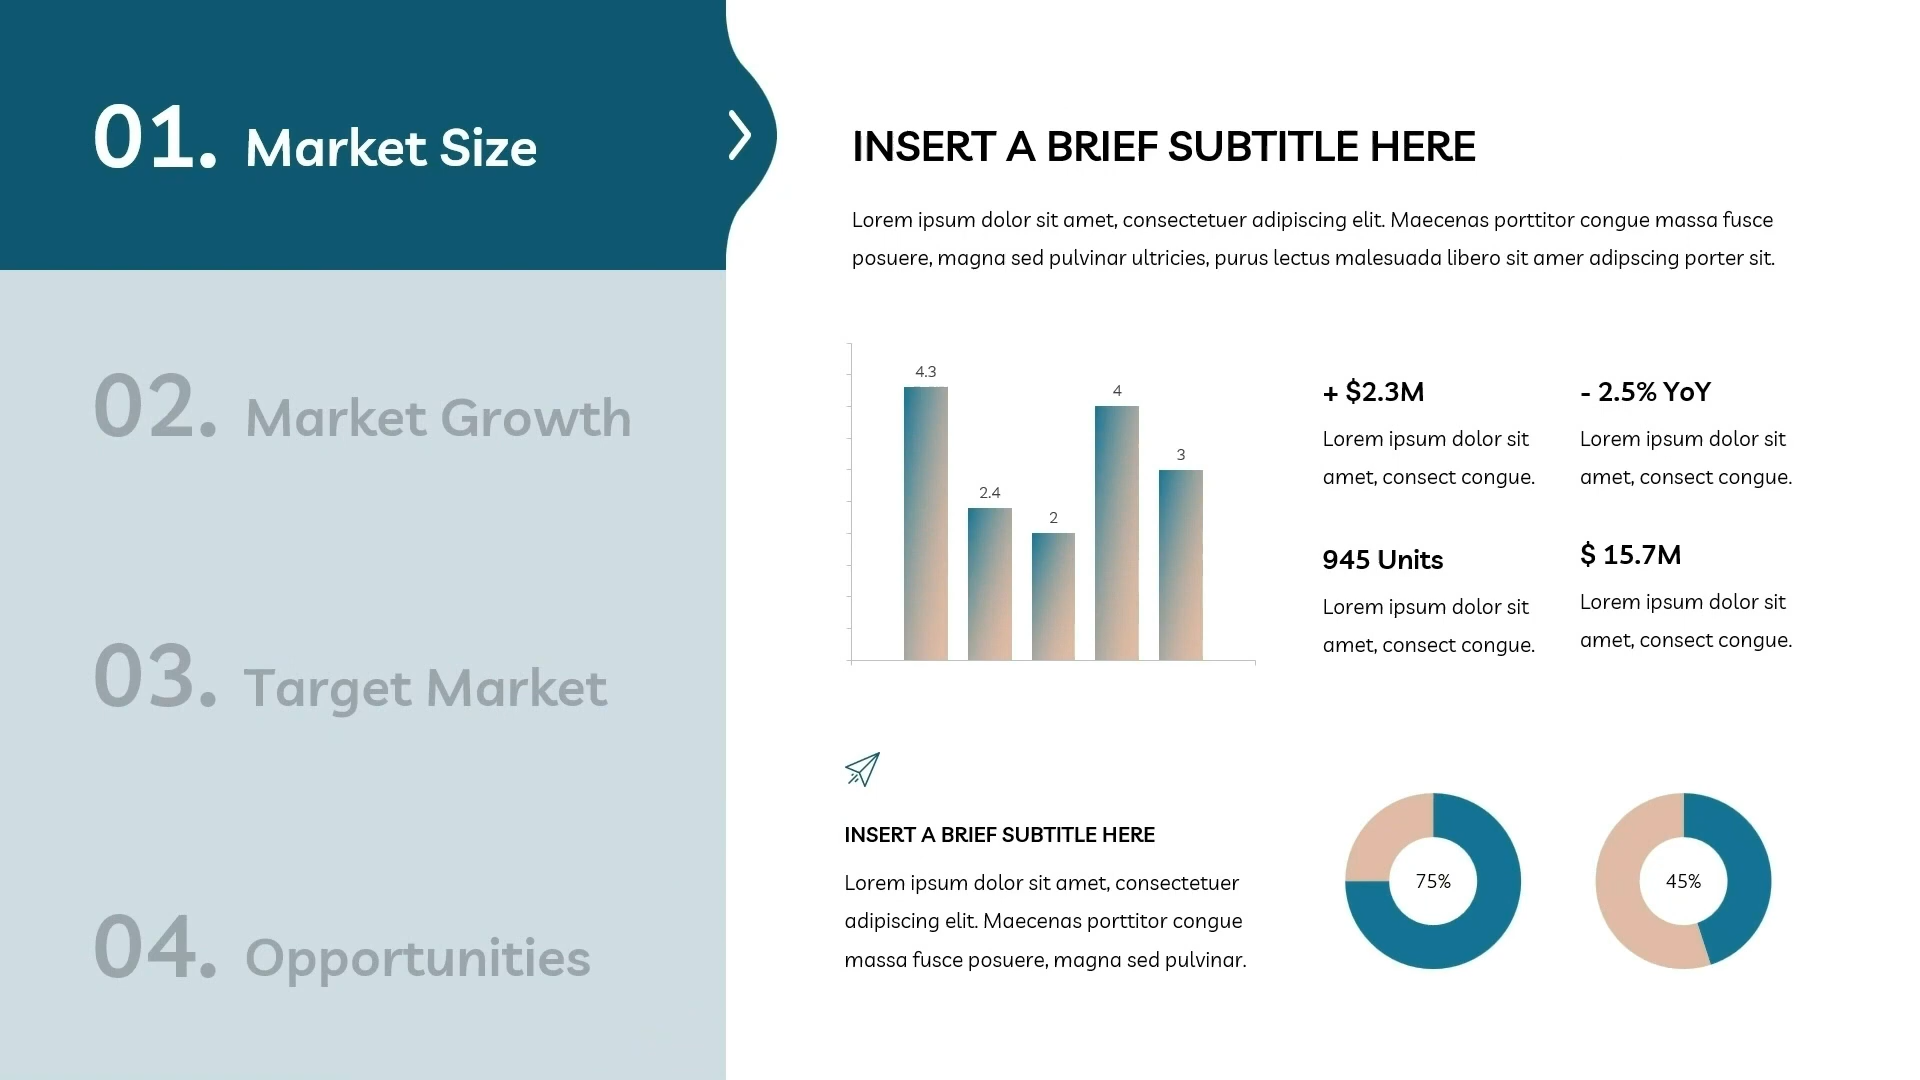 01. Market Size
02. Market Growth
03. Target Market
04. Opportunities
INSERT A BRIEF SUBTITLE HERE
Lorem ipsum dolor sit amet, consectetuer adipiscing elit. Maecenas porttitor congue massa fusce
posuere, magna sed pulvinar ultricies, purus lectus malesuada libero sit amer adipscing porter sit.
4.3
2.4
2
4
3
+ $2.3M
Lorem ipsum dolor sit
amet, consect congue.
- 2.5% YoY
Lorem ipsum dolor sit
amet, consect congue.
945 Units
Lorem ipsum dolor sit
amet, consect congue.
$ 15.7M
Lorem ipsum dolor sit
amet, consect congue.
INSERT A BRIEF SUBTITLE HERE
Lorem ipsum dolor sit amet, consectetuer
adipiscing elit. Maecenas porttitor congue
massa fusce posuere, magna sed pulvinar.
75%
45%